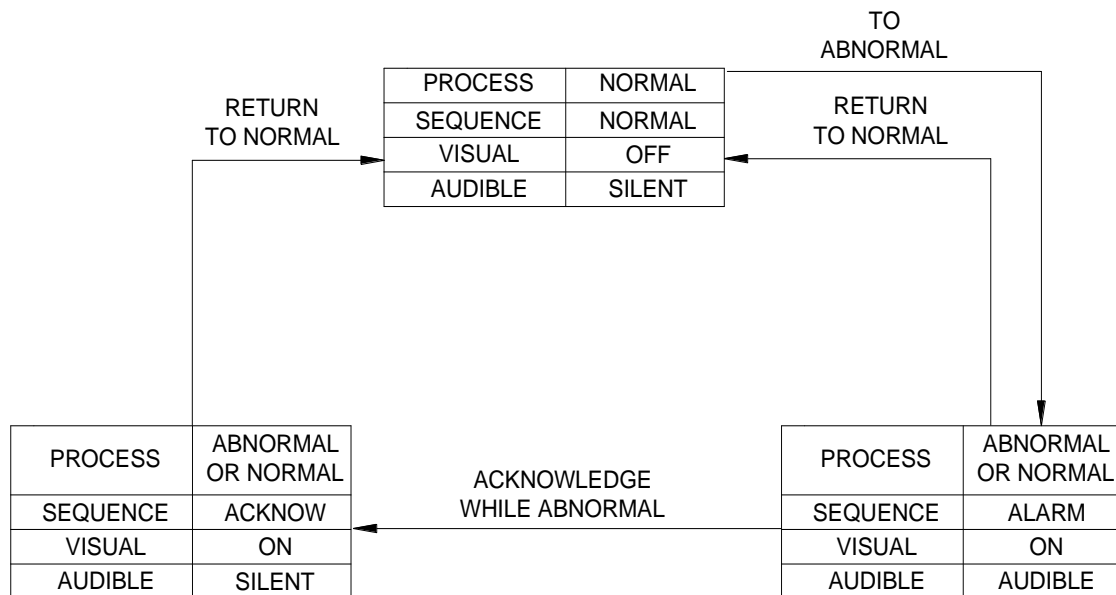 TO
ABNORMAL
PROCESS NORMAL
SEQUENCE NORMAL
VISUAL OFF
AUDIBLE SILENT
RETURN
TO NORMAL
RETURN
TO NORMAL
PROCESS
ABNORMAL
OR NORMAL
SEQUENCE ACKNOW
VISUAL ON
AUDIBLE SILENT
ACKNOWLEDGE
WHILE ABNORMAL
PROCESS
ABNORMAL
OR NORMAL
SEQUENCE ALARM
VISUAL ON
AUDIBLE AUDIBLE